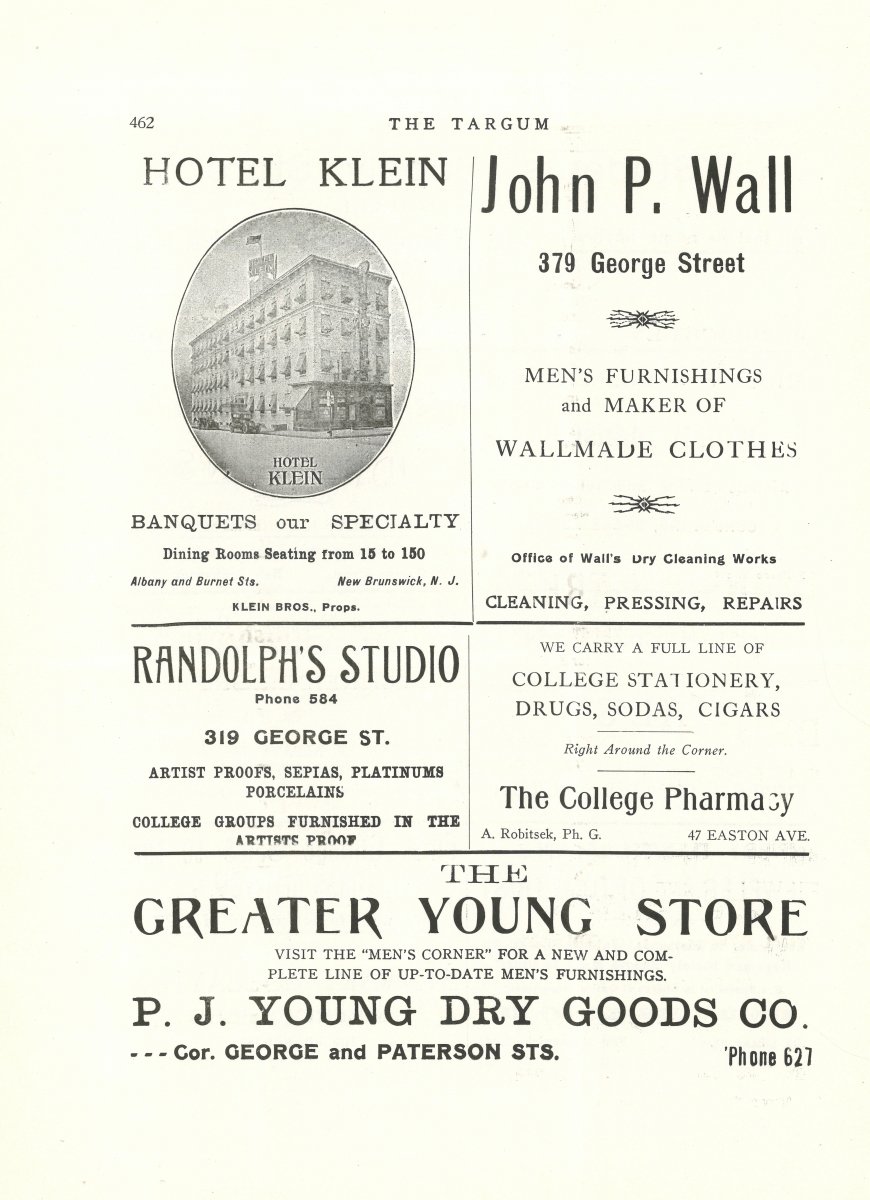 462
THE TARGUM
HOTEL KLEIN
HOTEL
KLEIN
BANQUETS our SPECIALTY
Dining Rooms Seating from 15 to 150
Albany and Burnet Sts. New Brunswick, N. J.
KLEIN BROS., Props.
John P. Wall
379 George Street
MEN'S FURNISHINGS
and MAKER OF
WALLMADE CLOTHES
Office of Wall's Dry Cleaning Works
CLEANING, PRESSING, REPAIRS
RANDOLPH'S STUDIO
Phone 584
319 GEORGE ST.
ARTIST PROOFS, SEPIAS, PLATINUMS
PORCELAINS
COLLEGE GROUPS FURNISHED IN THE
ARTISTS PROOF
WE CARRY A FULL LINE OF
COLLEGE STATIONERY,
DRUGS, SODAS, CIGARS
Right Around the Corner.
The College Pharmacy
A. Robitsek, Ph. G. 47 EASTON AVE.
THE
GREATER YOUNG STORE
VISIT THE "MEN'S CORNER" FOR A NEW AND COM-
PLETE LINE OF UP-TO-DATE MEN'S FURNISHINGS.
P. J. YOUNG DRY GOODS CO.
- - - Cor. GEORGE and PATERSON STS. 'Phone 627